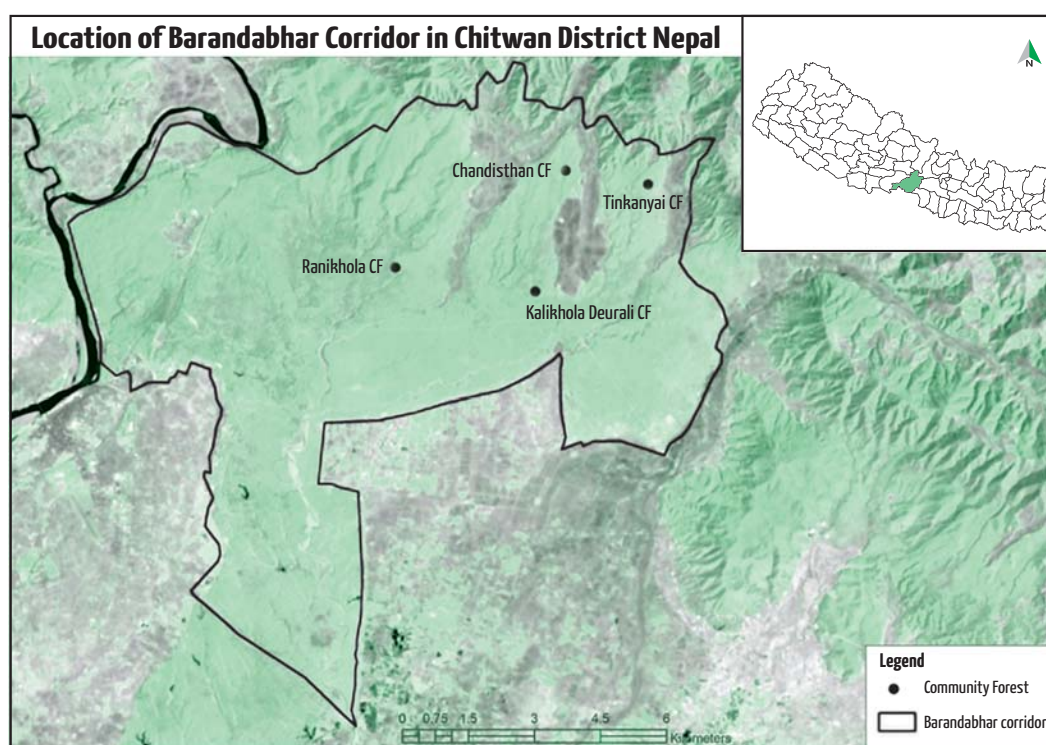 Location of Barandabhar Corridor in Chitwan District Nepal
N
Chandisthan CF
Tinkanyai CF
Ranikhola CF
Kalikhola Deurali CF
Legend
Community Forest
Barandabhar corridor
0 0.75 1.5 3 4.5 6
Kilometers